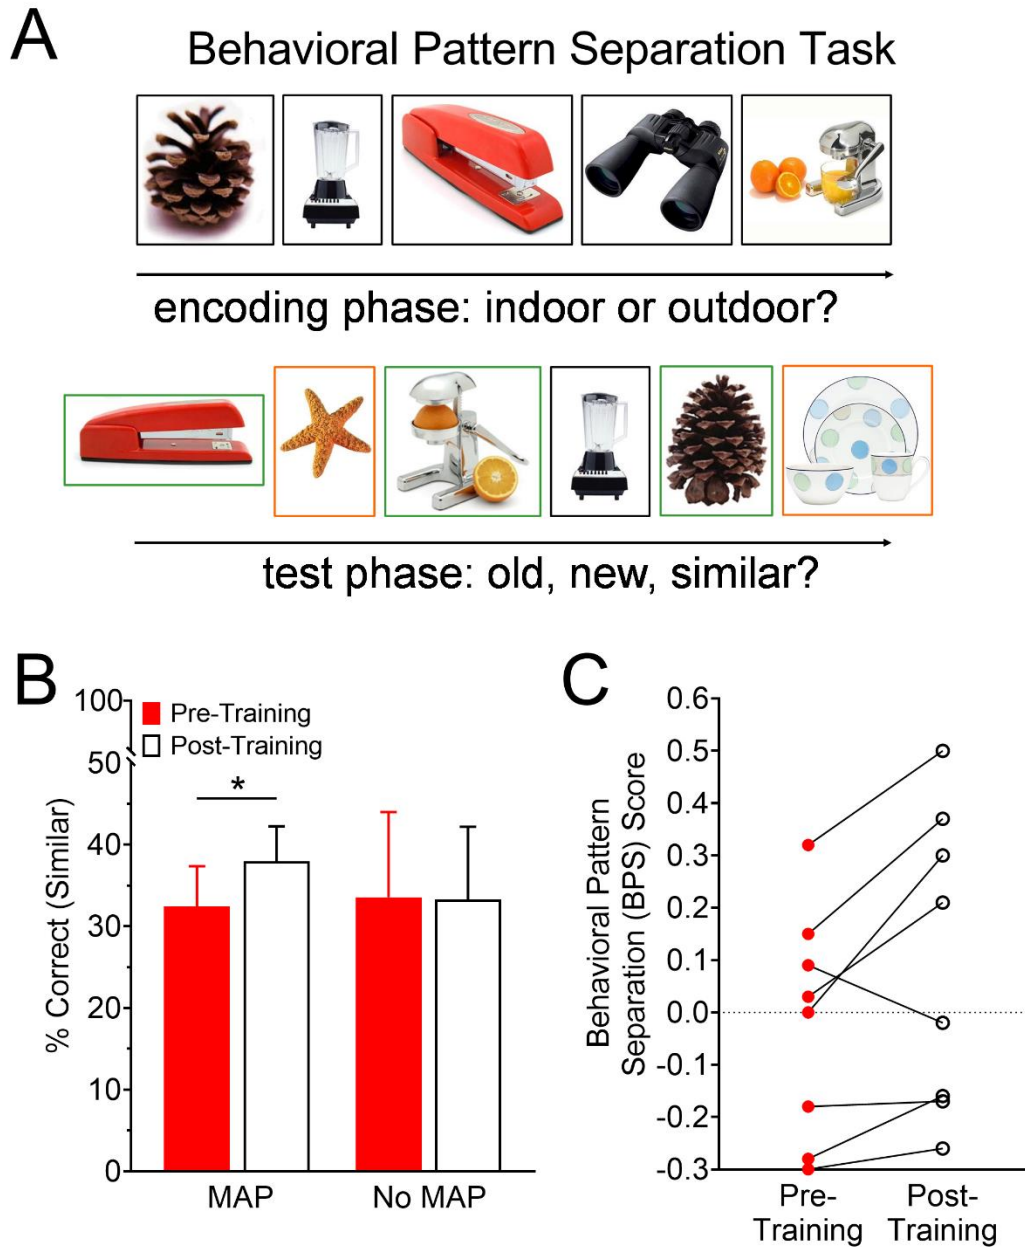 A
Behavioral Pattern Separation Task
encoding phase: indoor or outdoor?
test phase: old, new, similar?
B
% Correct (Similar)
100
50
40
30
20
10
0
Pre-Training
Post-Training
*
MAP
No MAP
C
Behavioral Pattern
Separation (BPS) Score
0.6
0.5
0.4
0.3
0.2
0.1
0.0
-0.1
-0.2
-0.3
Pre-
Training
Post-
Training